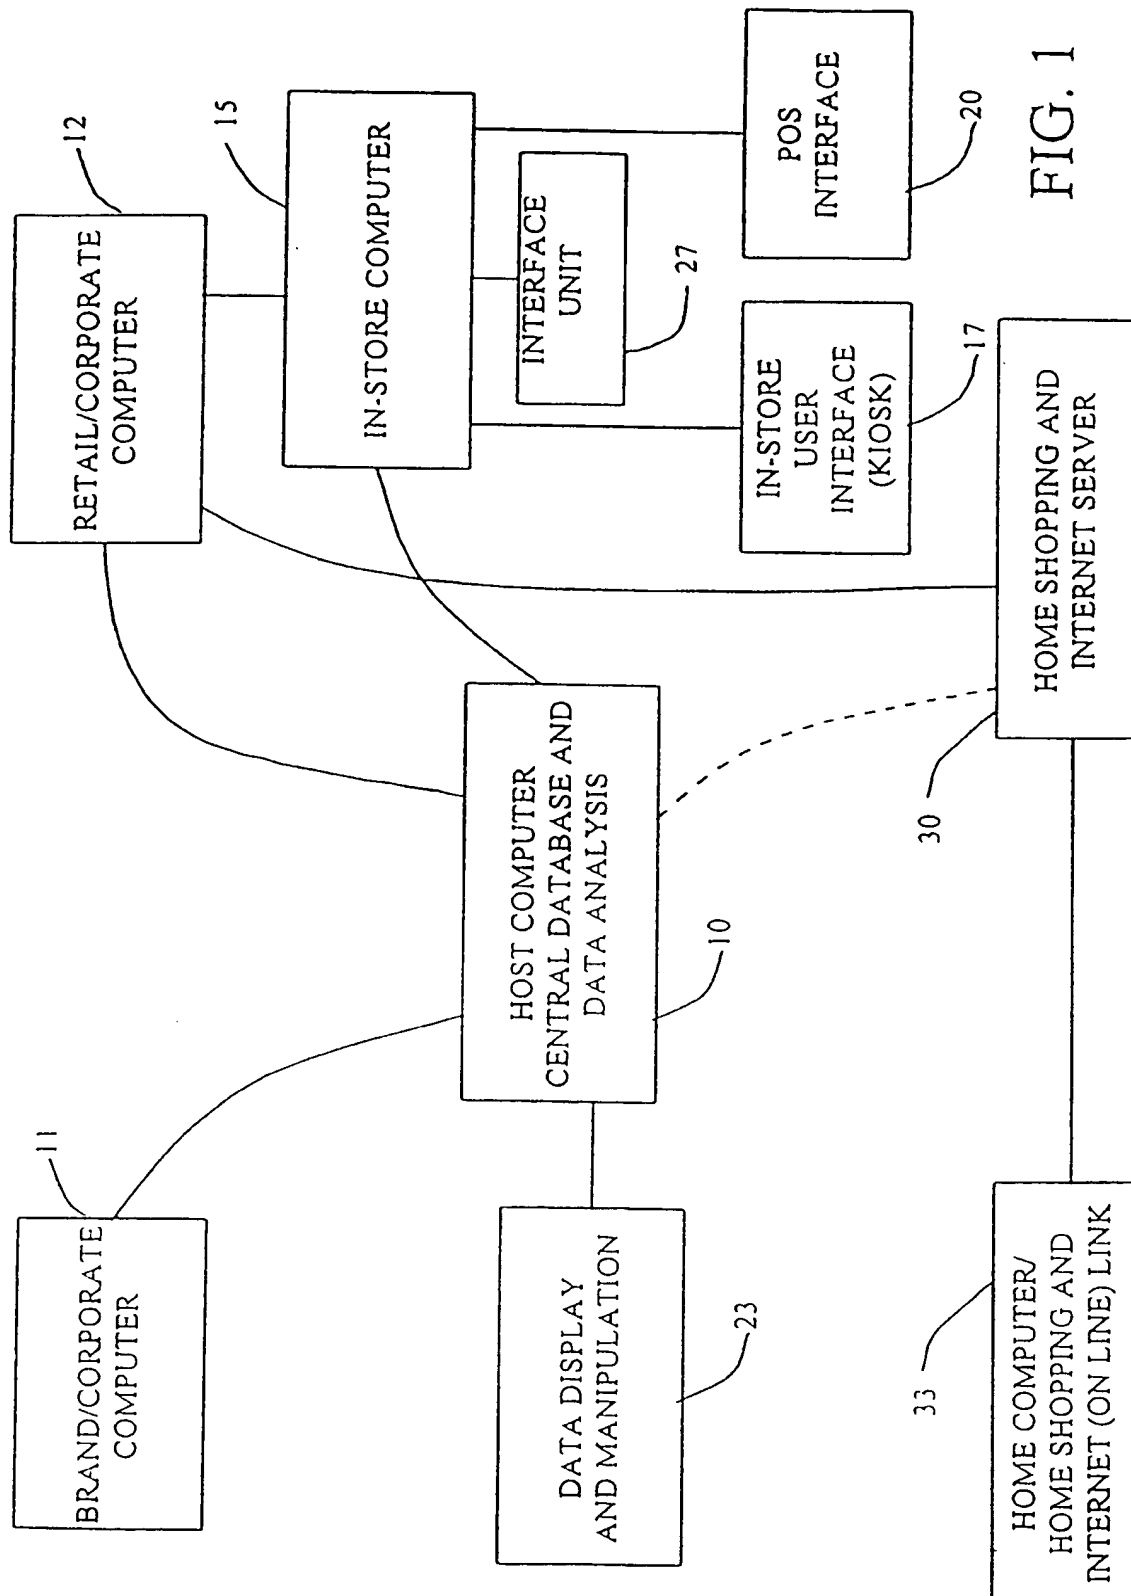 BRAND/CORPORATE
COMPUTER
11
RETAIL/CORPORATE
COMPUTER
12
IN-STORE COMPUTER
15
HOST COMPUTER
CENTRAL DATABASE AND
DATA ANALYSIS
10
DATA DISPLAY
AND MANIPULATION
23
INTERFACE
UNIT
27
IN-STORE
USER
INTERFACE
(KIOSK)
17
POS
INTERFACE
20
HOME COMPUTER/
HOME SHOPPING AND
INTERNET (ON LINE) LINK
33
HOME SHOPPING AND
INTERNET SERVER
30
FIG. 1